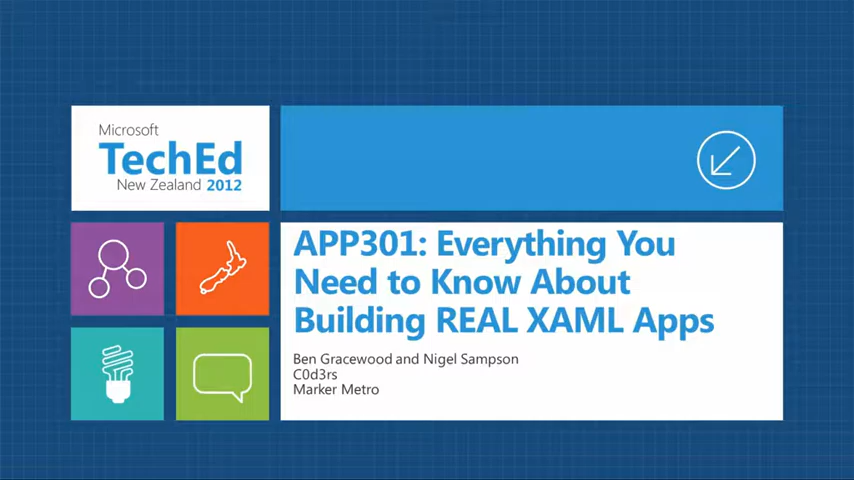 Microsoft
TechEd
New Zealand 2012
APP301: Everything You
Need to Know About
Building REAL XAML Apps
Ben Gracewood and Nigel Sampson
C0d3rs
Marker Metro